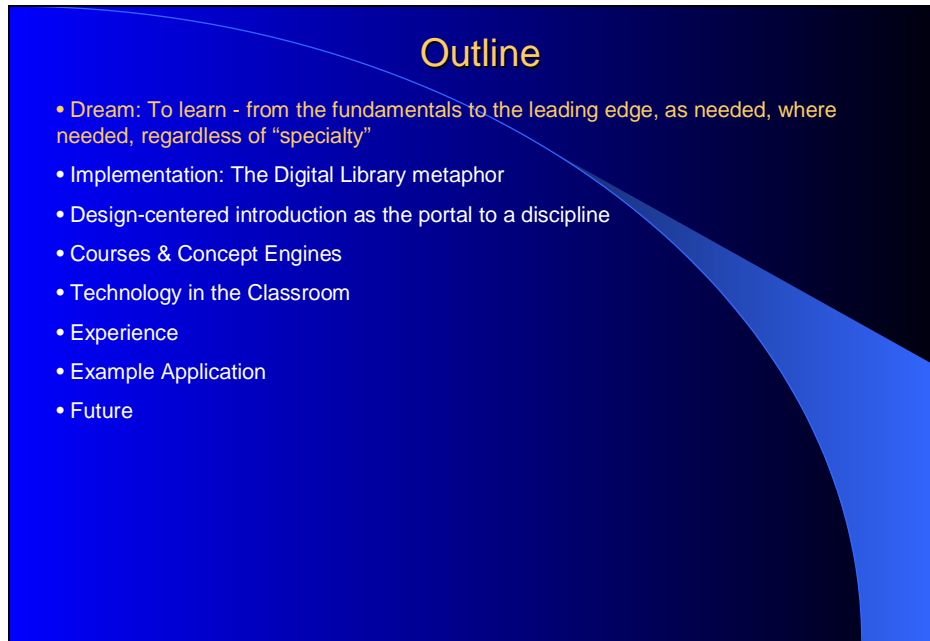 Outline
• Dream: To learn - from the fundamentals to the leading edge, as needed, where
needed, regardless of “specialty”
• Implementation: The Digital Library metaphor
• Design-centered introduction as the portal to a discipline
• Courses & Concept Engines
• Technology in the Classroom
• Experience
• Example Application
• Future